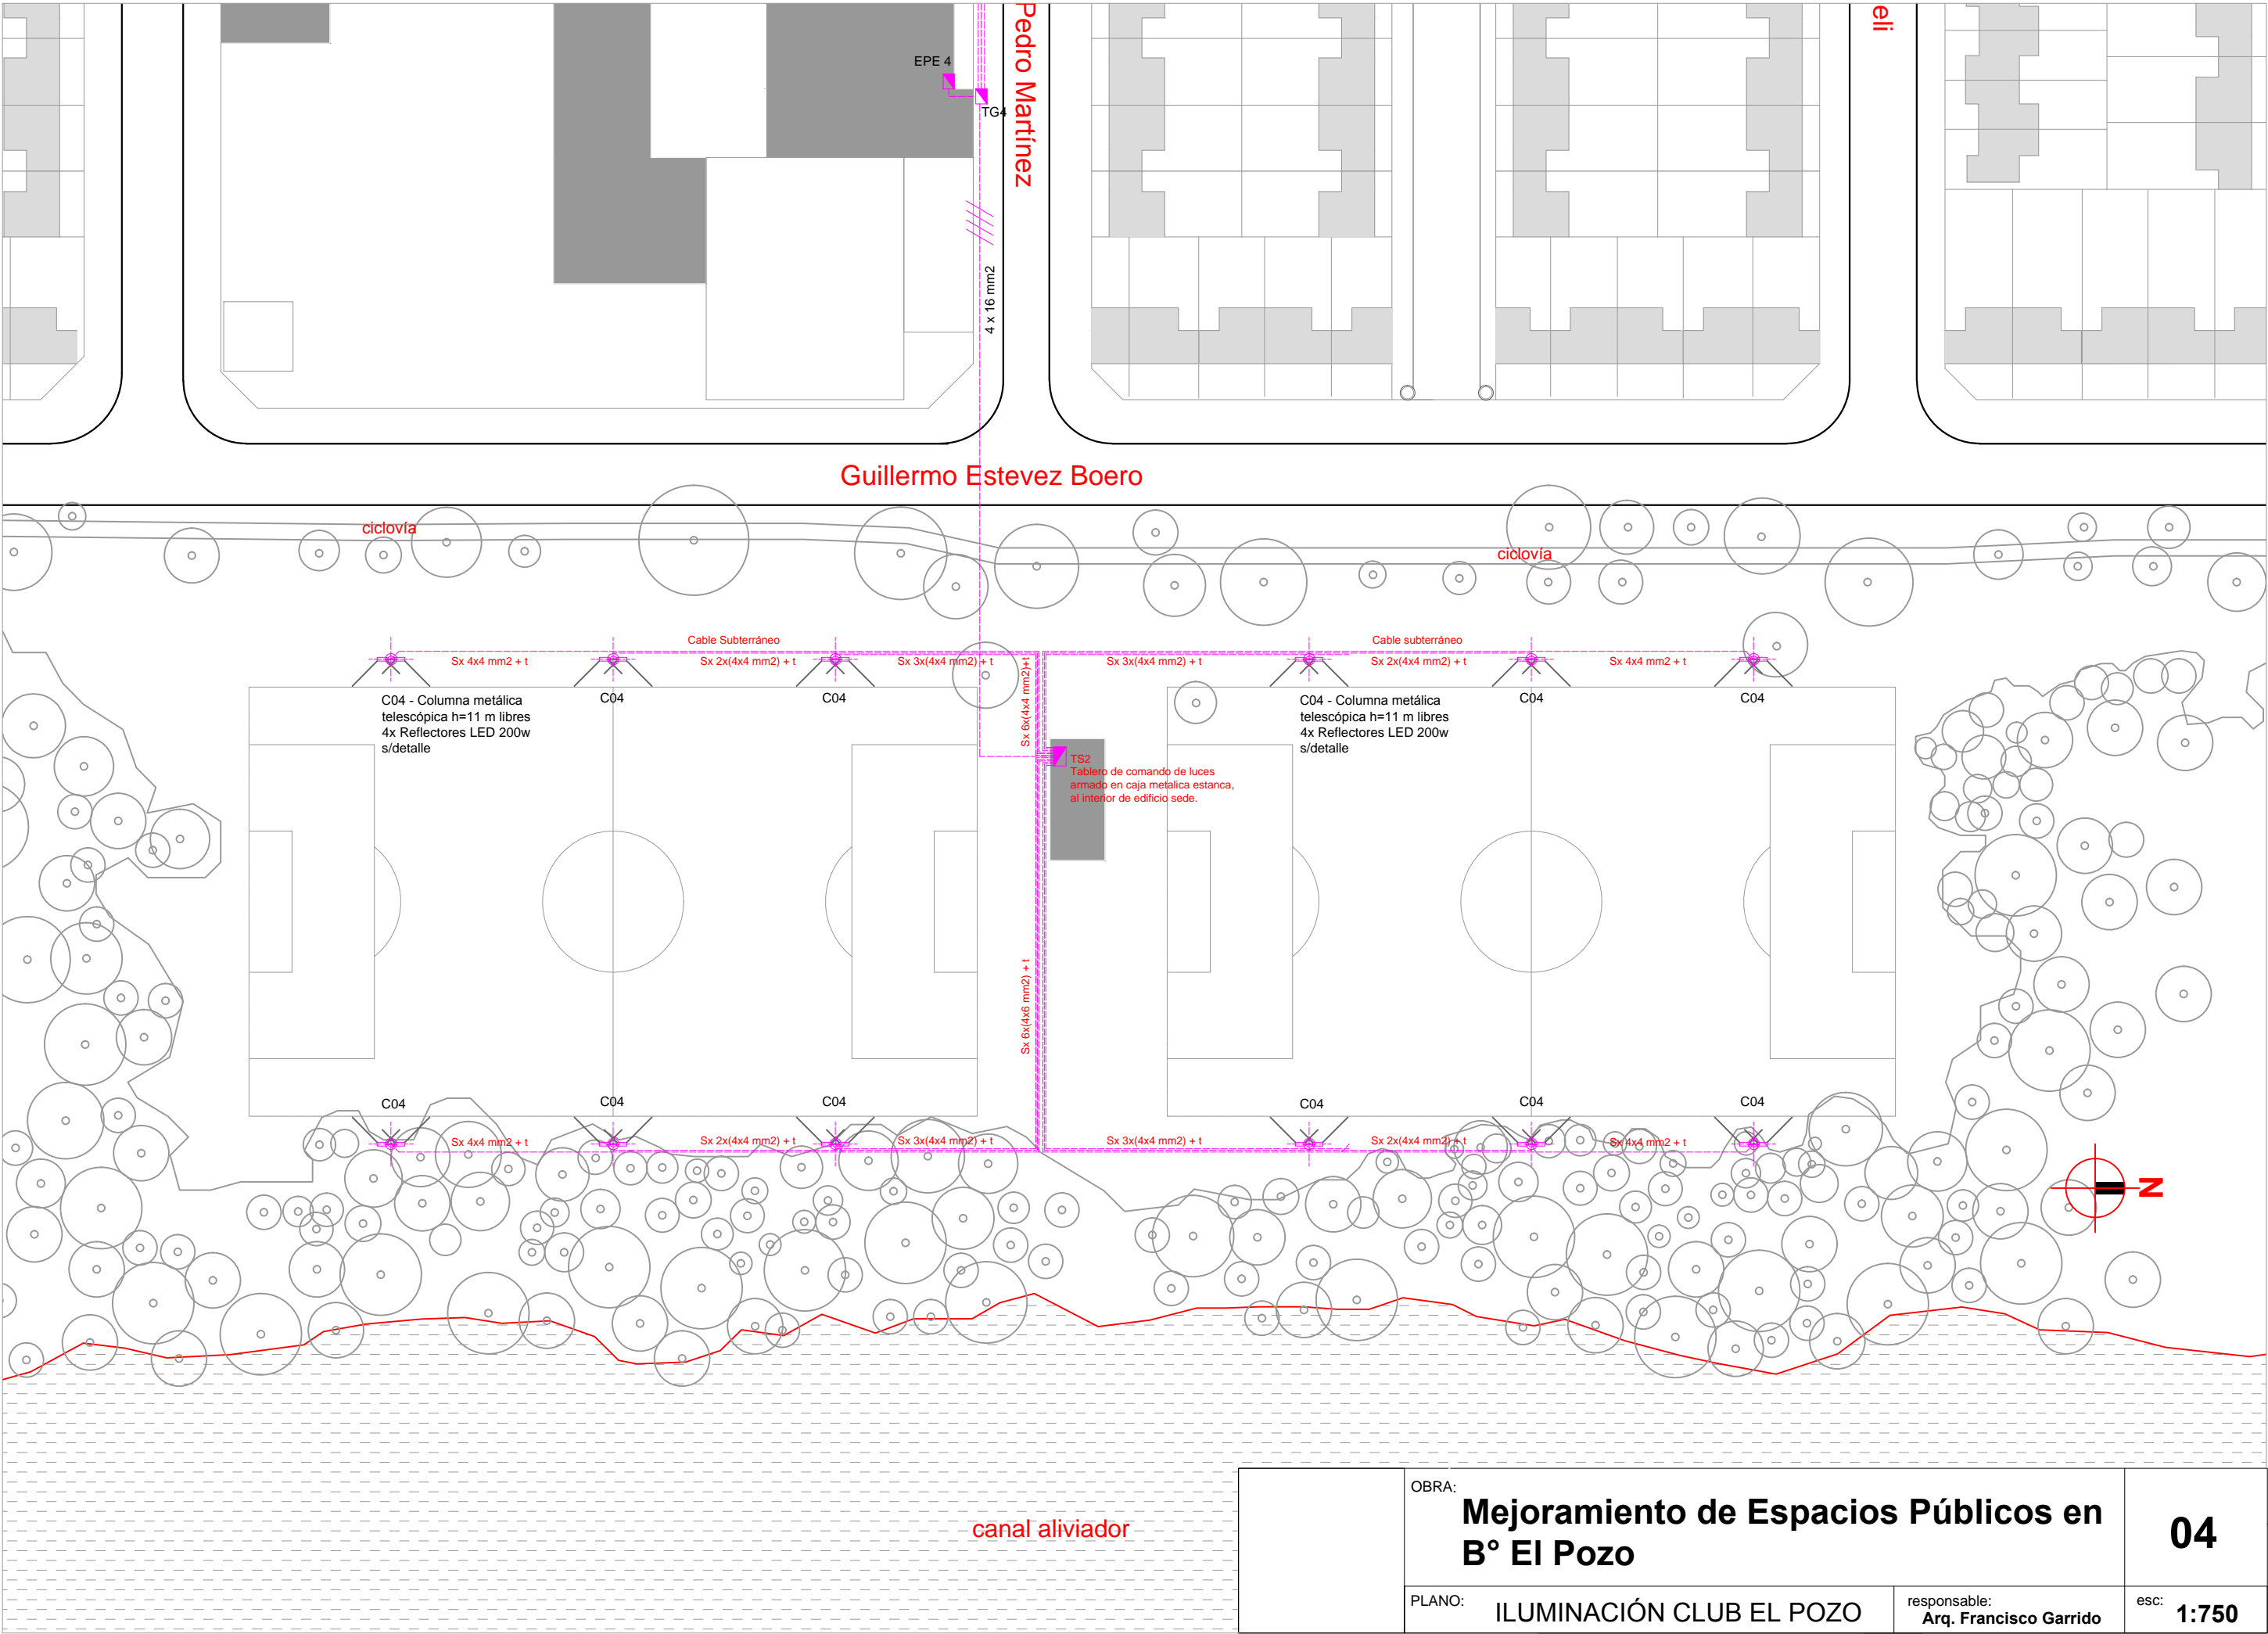 Pedro Martínez
eli
EPE 4
TG4
4 x 16 mm2
Guillermo Estevez Boero
ciclovía
ciclovía
Cable Subterráneo
Cable subterráneo
Sx 4x4 mm2 + t
Sx 2x(4x4 mm2) + t
Sx 3x(4x4 mm2) + t
Sx 3x(4x4 mm2) + t
Sx 2x(4x4 mm2) + t
Sx 4x4 mm2 + t
Sx 6x(4x4 mm2)+t
C04 - Columna metálica
telescópica h=11 m libres
4x Reflectores LED 200w
s/detalle
C04
C04
C04 - Columna metálica
telescópica h=11 m libres
4x Reflectores LED 200w
s/detalle
C04
C04
TS2
Tablero de comando de luces
armado en caja metalica estanca,
al interior de edificio sede.
Sx 6x(4x6 mm2) + t
C04
C04
C04
C04
C04
C04
Sx 4x4 mm2 + t
Sx 2x(4x4 mm2) + t
Sx 3x(4x4 mm2) + t
Sx 3x(4x4 mm2) + t
Sx 2x(4x4 mm2) + t
Sx 4x4 mm2 + t
N
canal aliviador
OBRA:
Mejoramiento de Espacios Públicos en
B° El Pozo
04
PLANO:
ILUMINACIÓN CLUB EL POZO
responsable:
Arq. Francisco Garrido
esc:
1:750